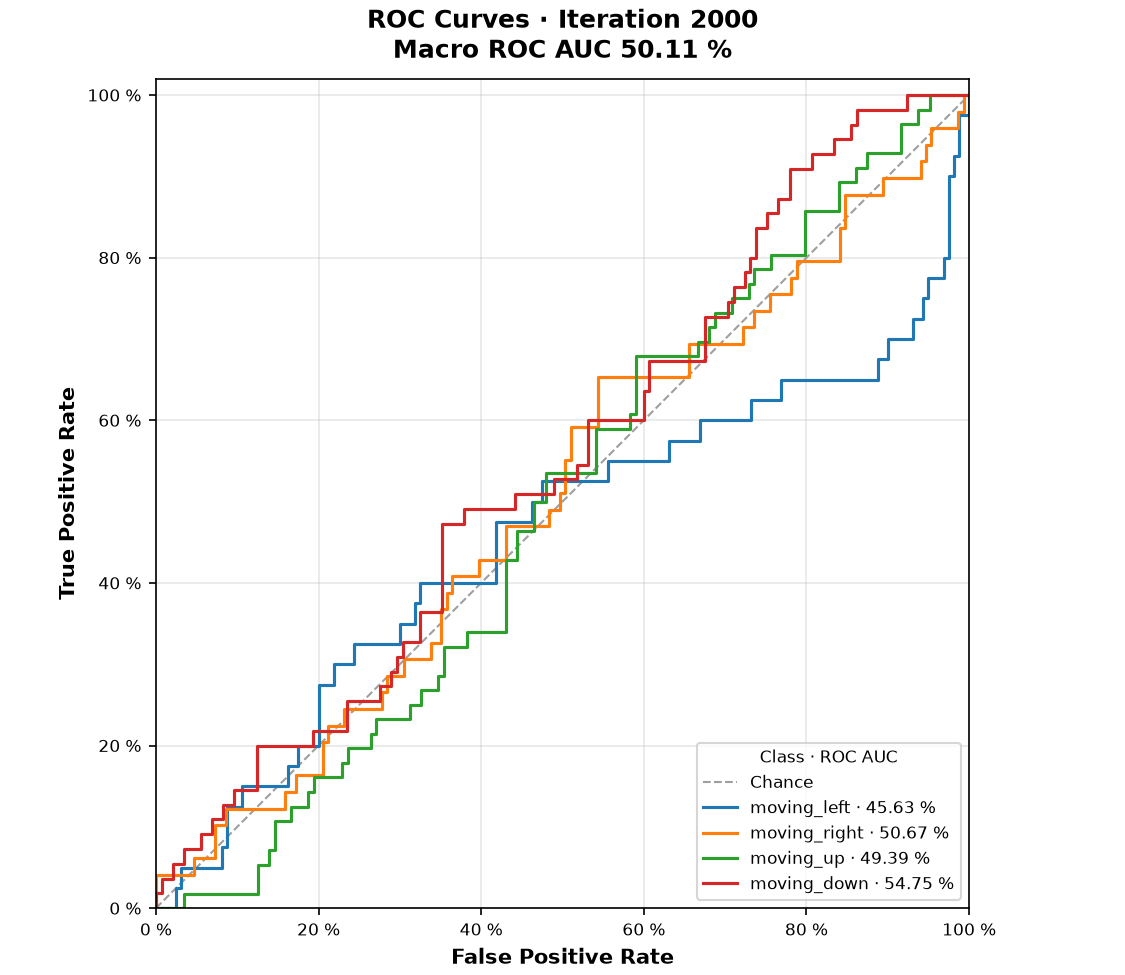 ROC Curves · Iteration 2000
Macro ROC AUC 50.11 %
100 %
80 %
60 %
40 %
20 %
0 %
True Positive Rate
0 %
20 %
40 %
60 %
80 %
100 %
False Positive Rate
Class · ROC AUC
Chance
moving_left · 45.63 %
moving_right · 50.67 %
moving_up · 49.39 %
moving_down · 54.75 %